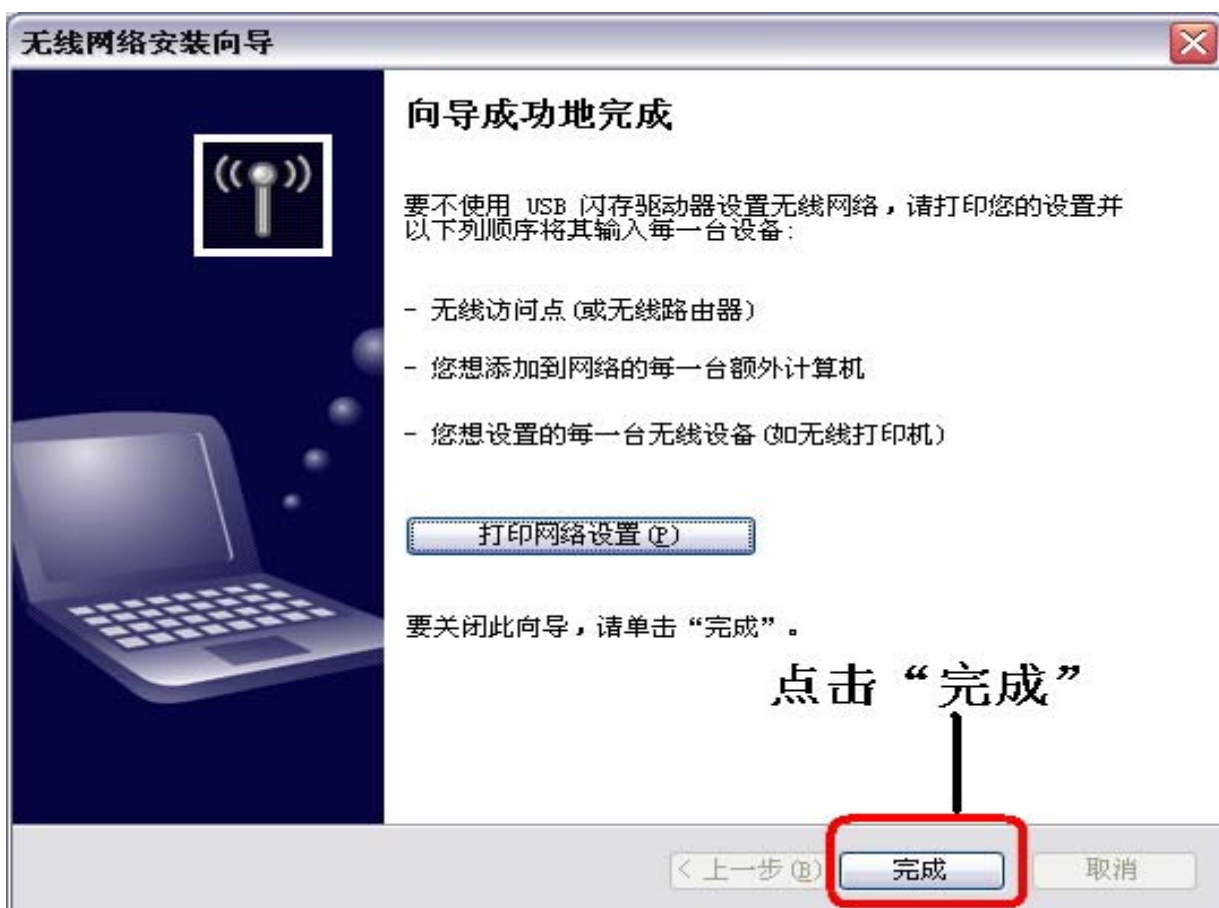 无线网络安装向导
向导成功地完成
要不使用 USB 闪存驱动器设置无线网络，请打印您的设置并
以下列顺序将其输入每一台设备:
- 无线访问点(或无线路由器)
- 您想添加到网络的每一台额外计算机
- 您想设置的每一台无线设备(如无线打印机)
打印网络设置(P)
要关闭此向导，请单击“完成”。
点击“完成”
< 上一步(B)
完成
取消